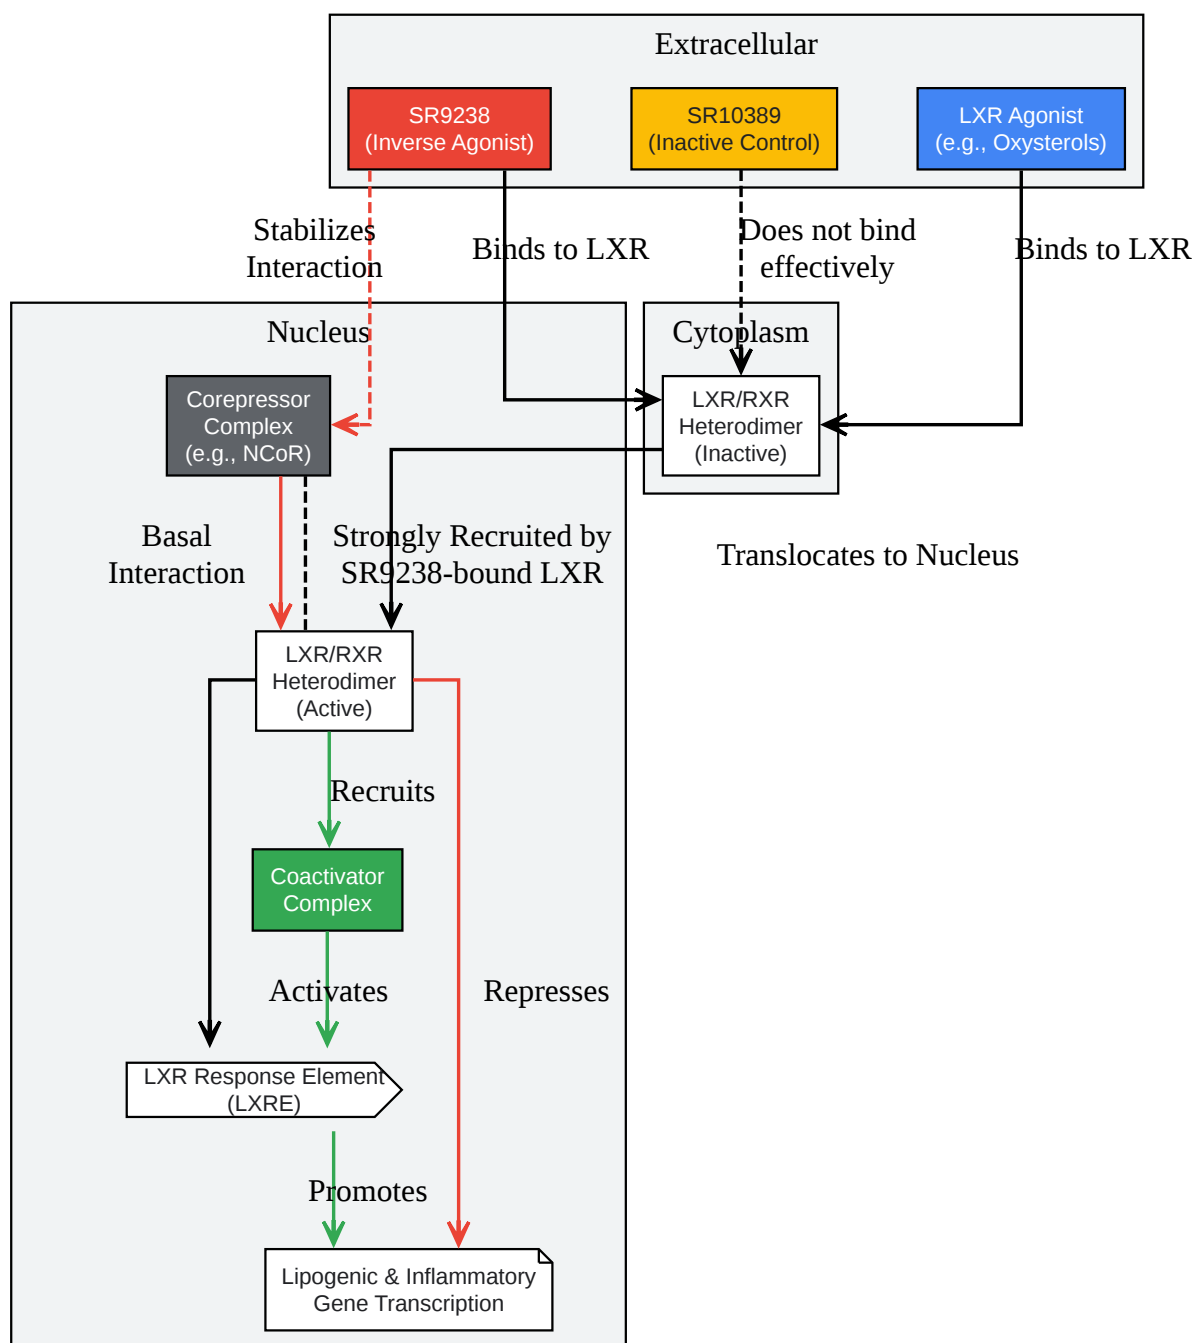 Extracellular
SR9238
(Inverse Agonist)
SR10389
(Inactive Control)
LXR Agonist
(e.g., Oxysterols)
Stabilizes
Interaction
Binds to LXR
Does not bind
effectively
Binds to LXR
Nucleus
Cytoplasm
Corepressor
Complex
(e.g., NCoR)
LXR/RXR
Heterodimer
(Inactive)
Basal
Interaction
Strongly Recruited by
SR9238-bound LXR
Translocates to Nucleus
LXR/RXR
Heterodimer
(Active)
Recruits
Coactivator
Complex
Activates
Represses
LXR Response Element
(LXRE)
Promotes
Lipogenic & Inflammatory
Gene Transcription